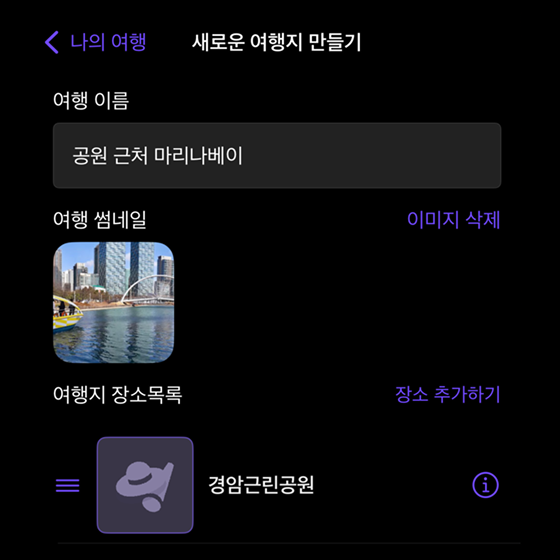 나의 여행
새로운 여행지 만들기
여행 이름
공원 근처 마리나베이
여행 썸네일
이미지 삭제
여행지 장소목록
장소 추가하기
경암근린공원